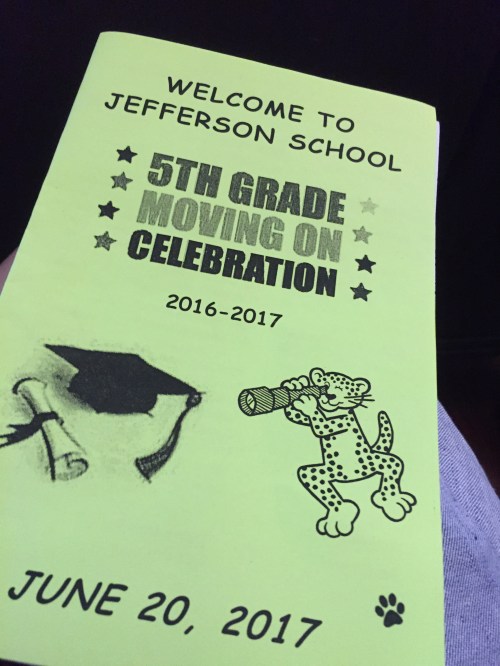 WELCOME TO
JEFFERSON SCHOOL
5TH GRADE
MOVING ON
CELEBRATION
2016-2017
JUNE 20, 2017